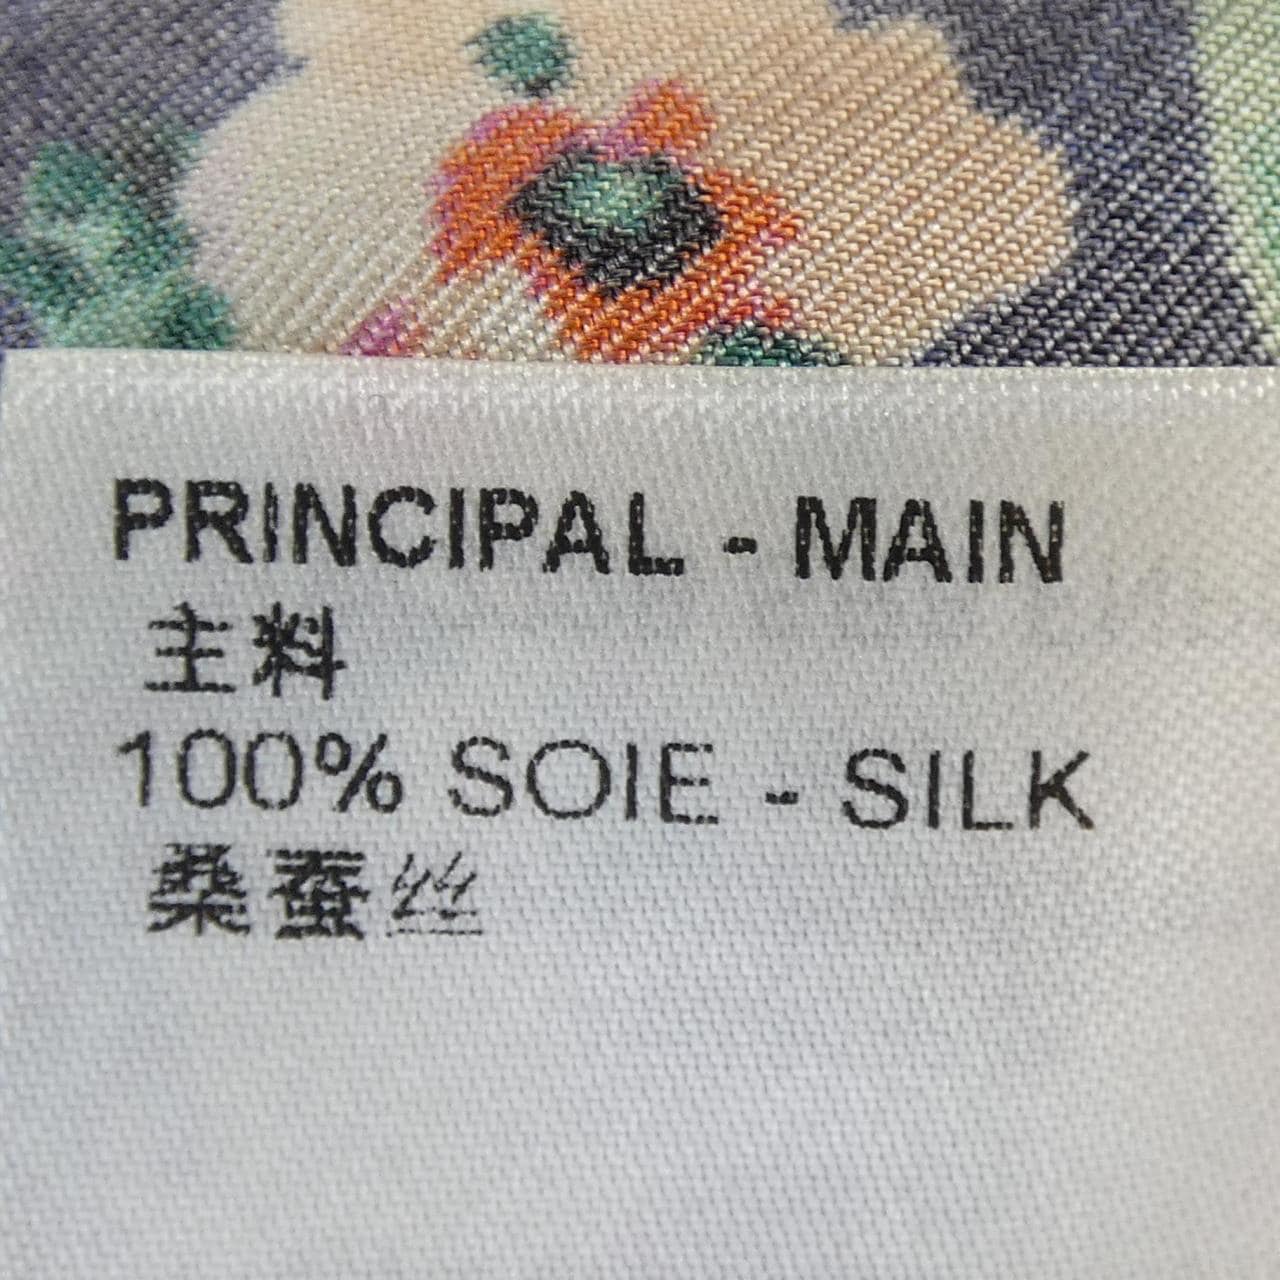 PRINCIPAL - MAIN
主料
100% SOIE - SILK
桑蚕丝